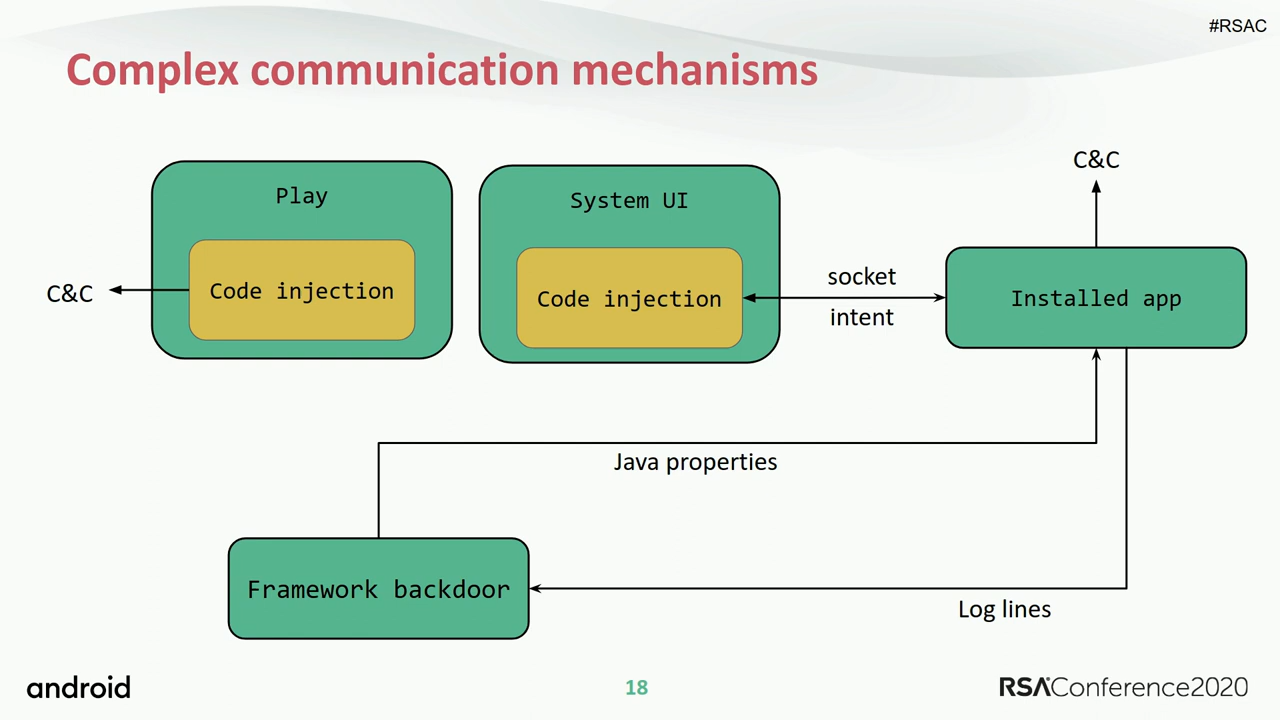 #RSAC
Complex communication mechanisms
C&C
Play
System UI
Code injection
Code injection
C&C
socket
intent
Installed app
Java properties
Framework backdoor
Log lines
android
18
RSAConference2020